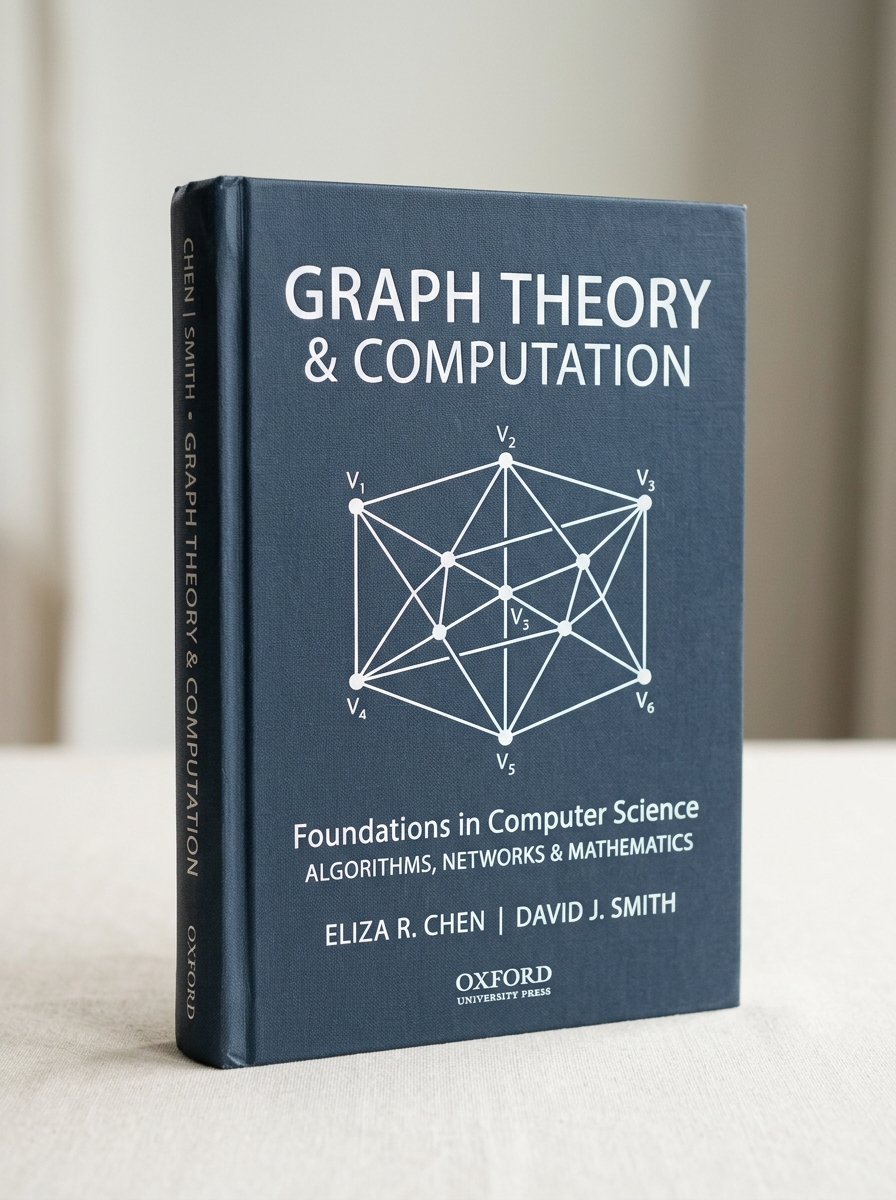 CHEN | SMITH • GRAPH THEORY & COMPUTATION
OXFORD
GRAPH THEORY
& COMPUTATION
V₂
V₁
V₃
V₃
V₄
V₆
V₅
Foundations in Computer Science
ALGORITHMS, NETWORKS & MATHEMATICS
ELIZA R. CHEN | DAVID J. SMITH
OXFORD
UNIVERSITY PRESS